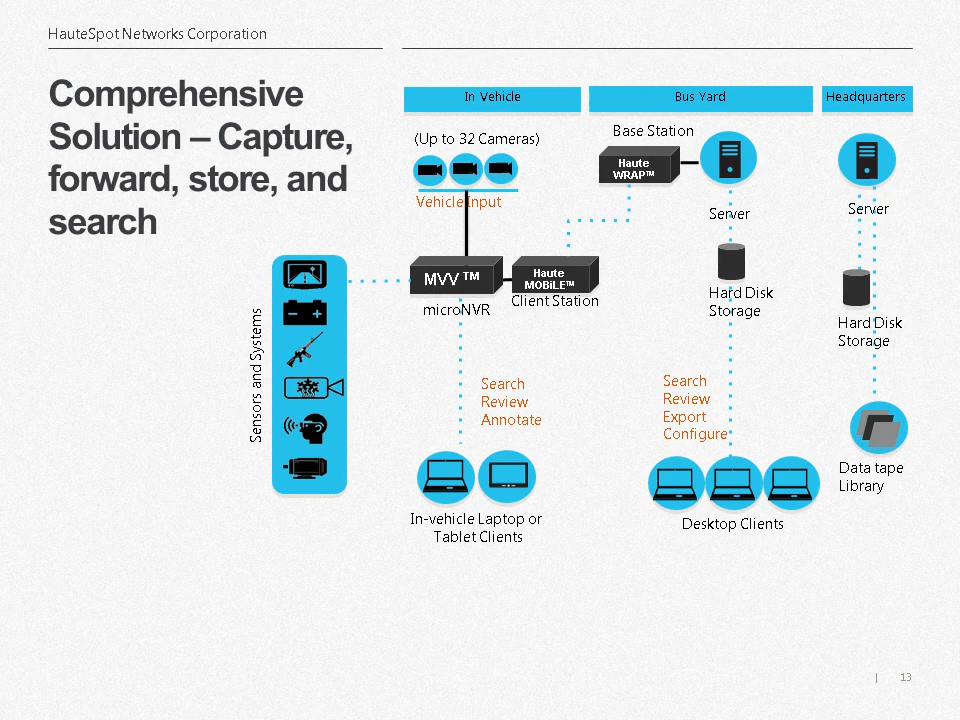 HauteSpot Networks Corporation
Comprehensive
Solution – Capture,
forward, store, and
search
In Vehicle
Bus Yard
Headquarters
(Up to 32 Cameras)
Vehicle Input
Base Station
Haute
WRAP™
Server
Server
Sensors and Systems
MVV ™
microNVR
Haute
MOBiLE™
Client Station
Hard Disk
Storage
Hard Disk
Storage
Search
Review
Annotate
Search
Review
Export
Configure
In-vehicle Laptop or
Tablet Clients
Desktop Clients
Data tape
Library
| 13